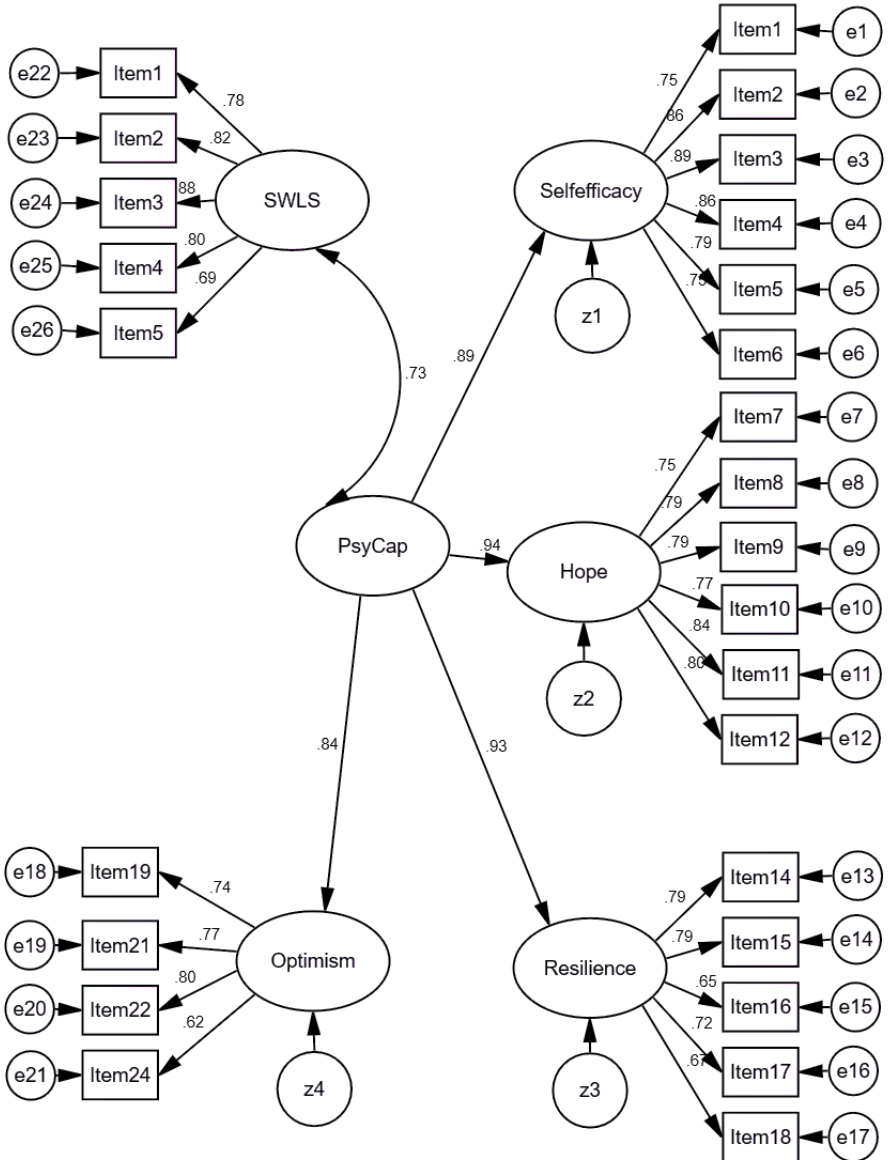 e22
Item1
.78
e23
Item2
.82
e24
Item3
.88
e25
Item4
.80
e26
Item5
.69
SWLS
.73
PsyCap
.89
.94
.84
.93
Selfefficacy
z1
.75
Item1
e1
.86
Item2
e2
.89
Item3
e3
.86
Item4
e4
.79
Item5
e5
Item6
e6
Hope
z2
.75
Item7
e7
.79
Item8
e8
.79
Item9
e9
.77
Item10
e10
.84
Item11
e11
.80
Item12
e12
Optimism
z4
e18
Item19
.74
e19
Item21
.77
e20
Item22
.80
e21
Item24
.62
Resilience
z3
.79
Item14
e13
.79
Item15
e14
.65
Item16
e15
.72
Item17
e16
.67
Item18
e17